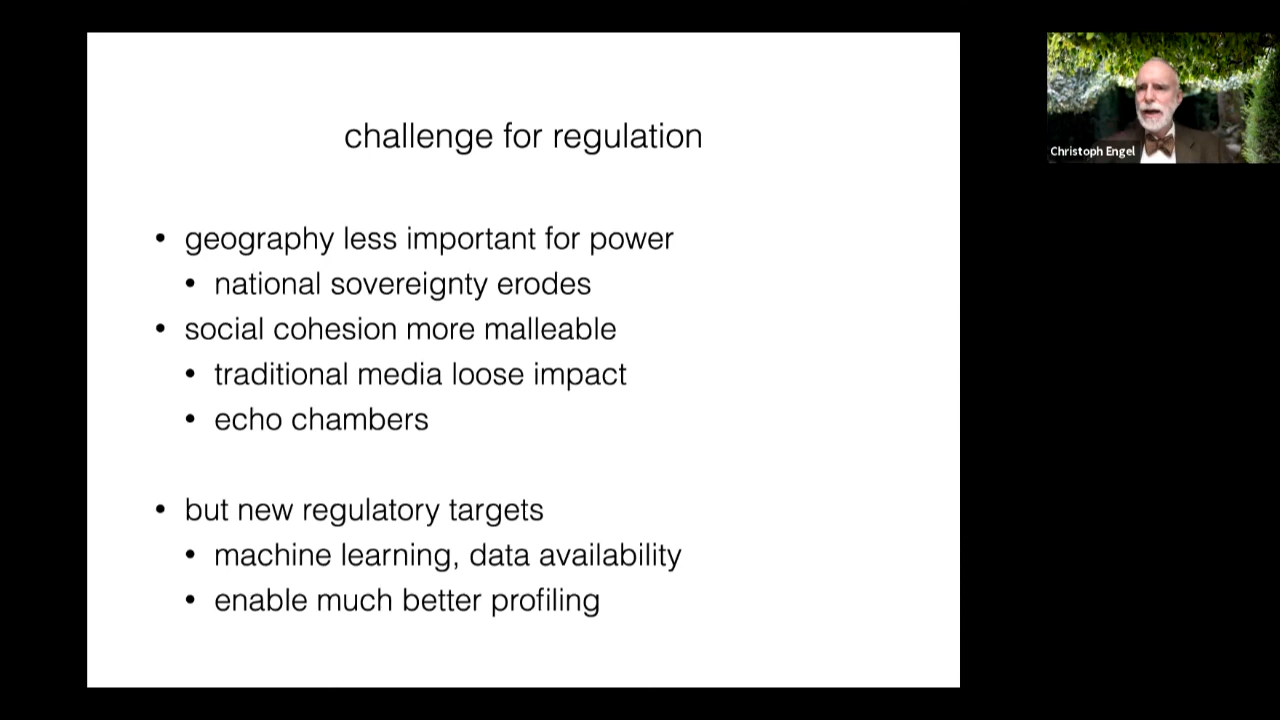 challenge for regulation
• geography less important for power
• national sovereignty erodes
• social cohesion more malleable
• traditional media loose impact
• echo chambers
• but new regulatory targets
• machine learning, data availability
• enable much better profiling
Christoph Engel